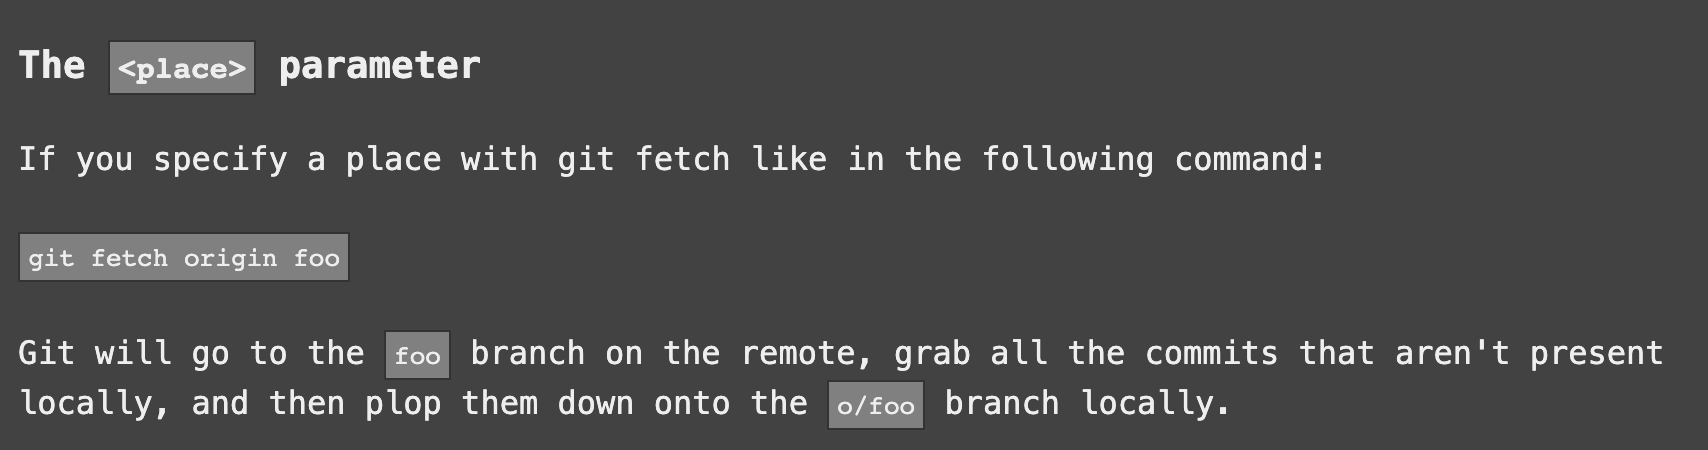 The <place> parameter
If you specify a place with git fetch like in the following command:
git fetch origin foo
Git will go to the foo branch on the remote, grab all the commits that aren't present
locally, and then plop them down onto the o/foo branch locally.